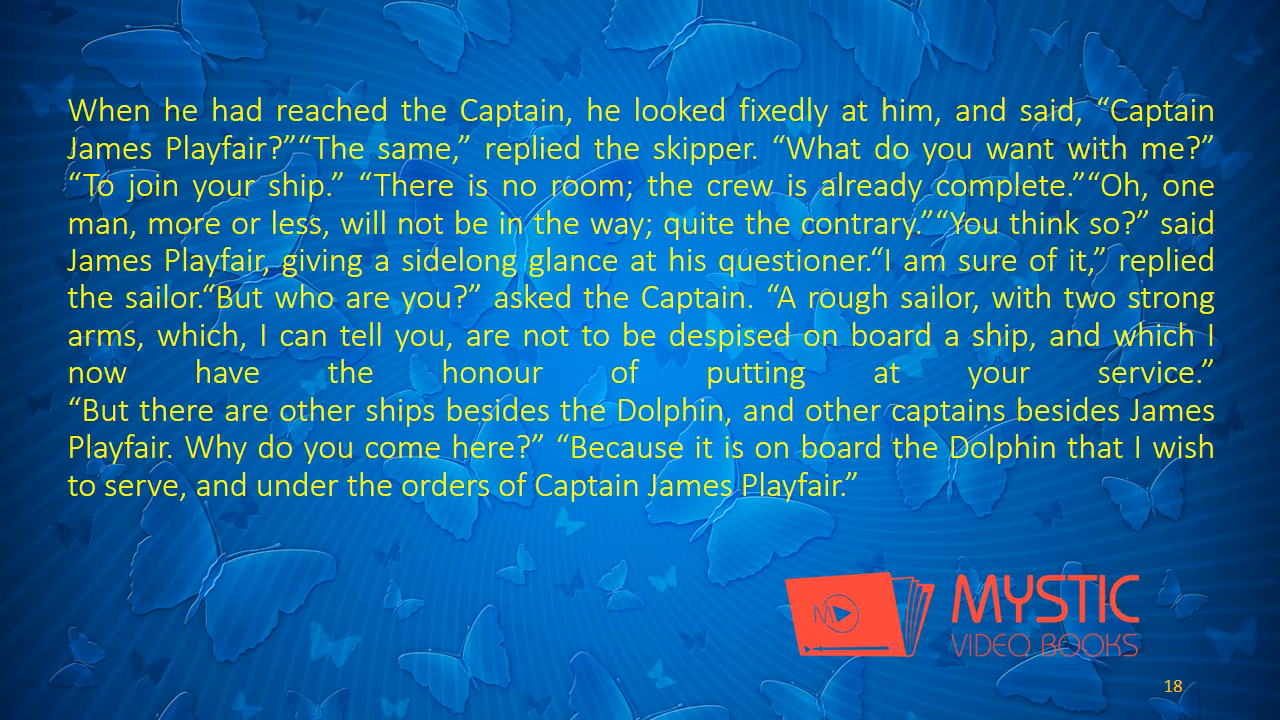 When he had reached the Captain, he looked fixedly at him, and said, “Captain
James Playfair?”“The same,” replied the skipper. “What do you want with me?”
“To join your ship.” “There is no room; the crew is already complete.”“Oh, one
man, more or less, will not be in the way; quite the contrary.”“You think so?” said
James Playfair, giving a sidelong glance at his questioner.“I am sure of it,” replied
the sailor.“But who are you?” asked the Captain. “A rough sailor, with two strong
arms, which, I can tell you, are not to be despised on board a ship, and which I
now have the honour of putting at your service.”
“But there are other ships besides the Dolphin, and other captains besides James
Playfair. Why do you come here?” “Because it is on board the Dolphin that I wish
to serve, and under the orders of Captain James Playfair.”
MYSTIC
VIDEO BOOKS
18